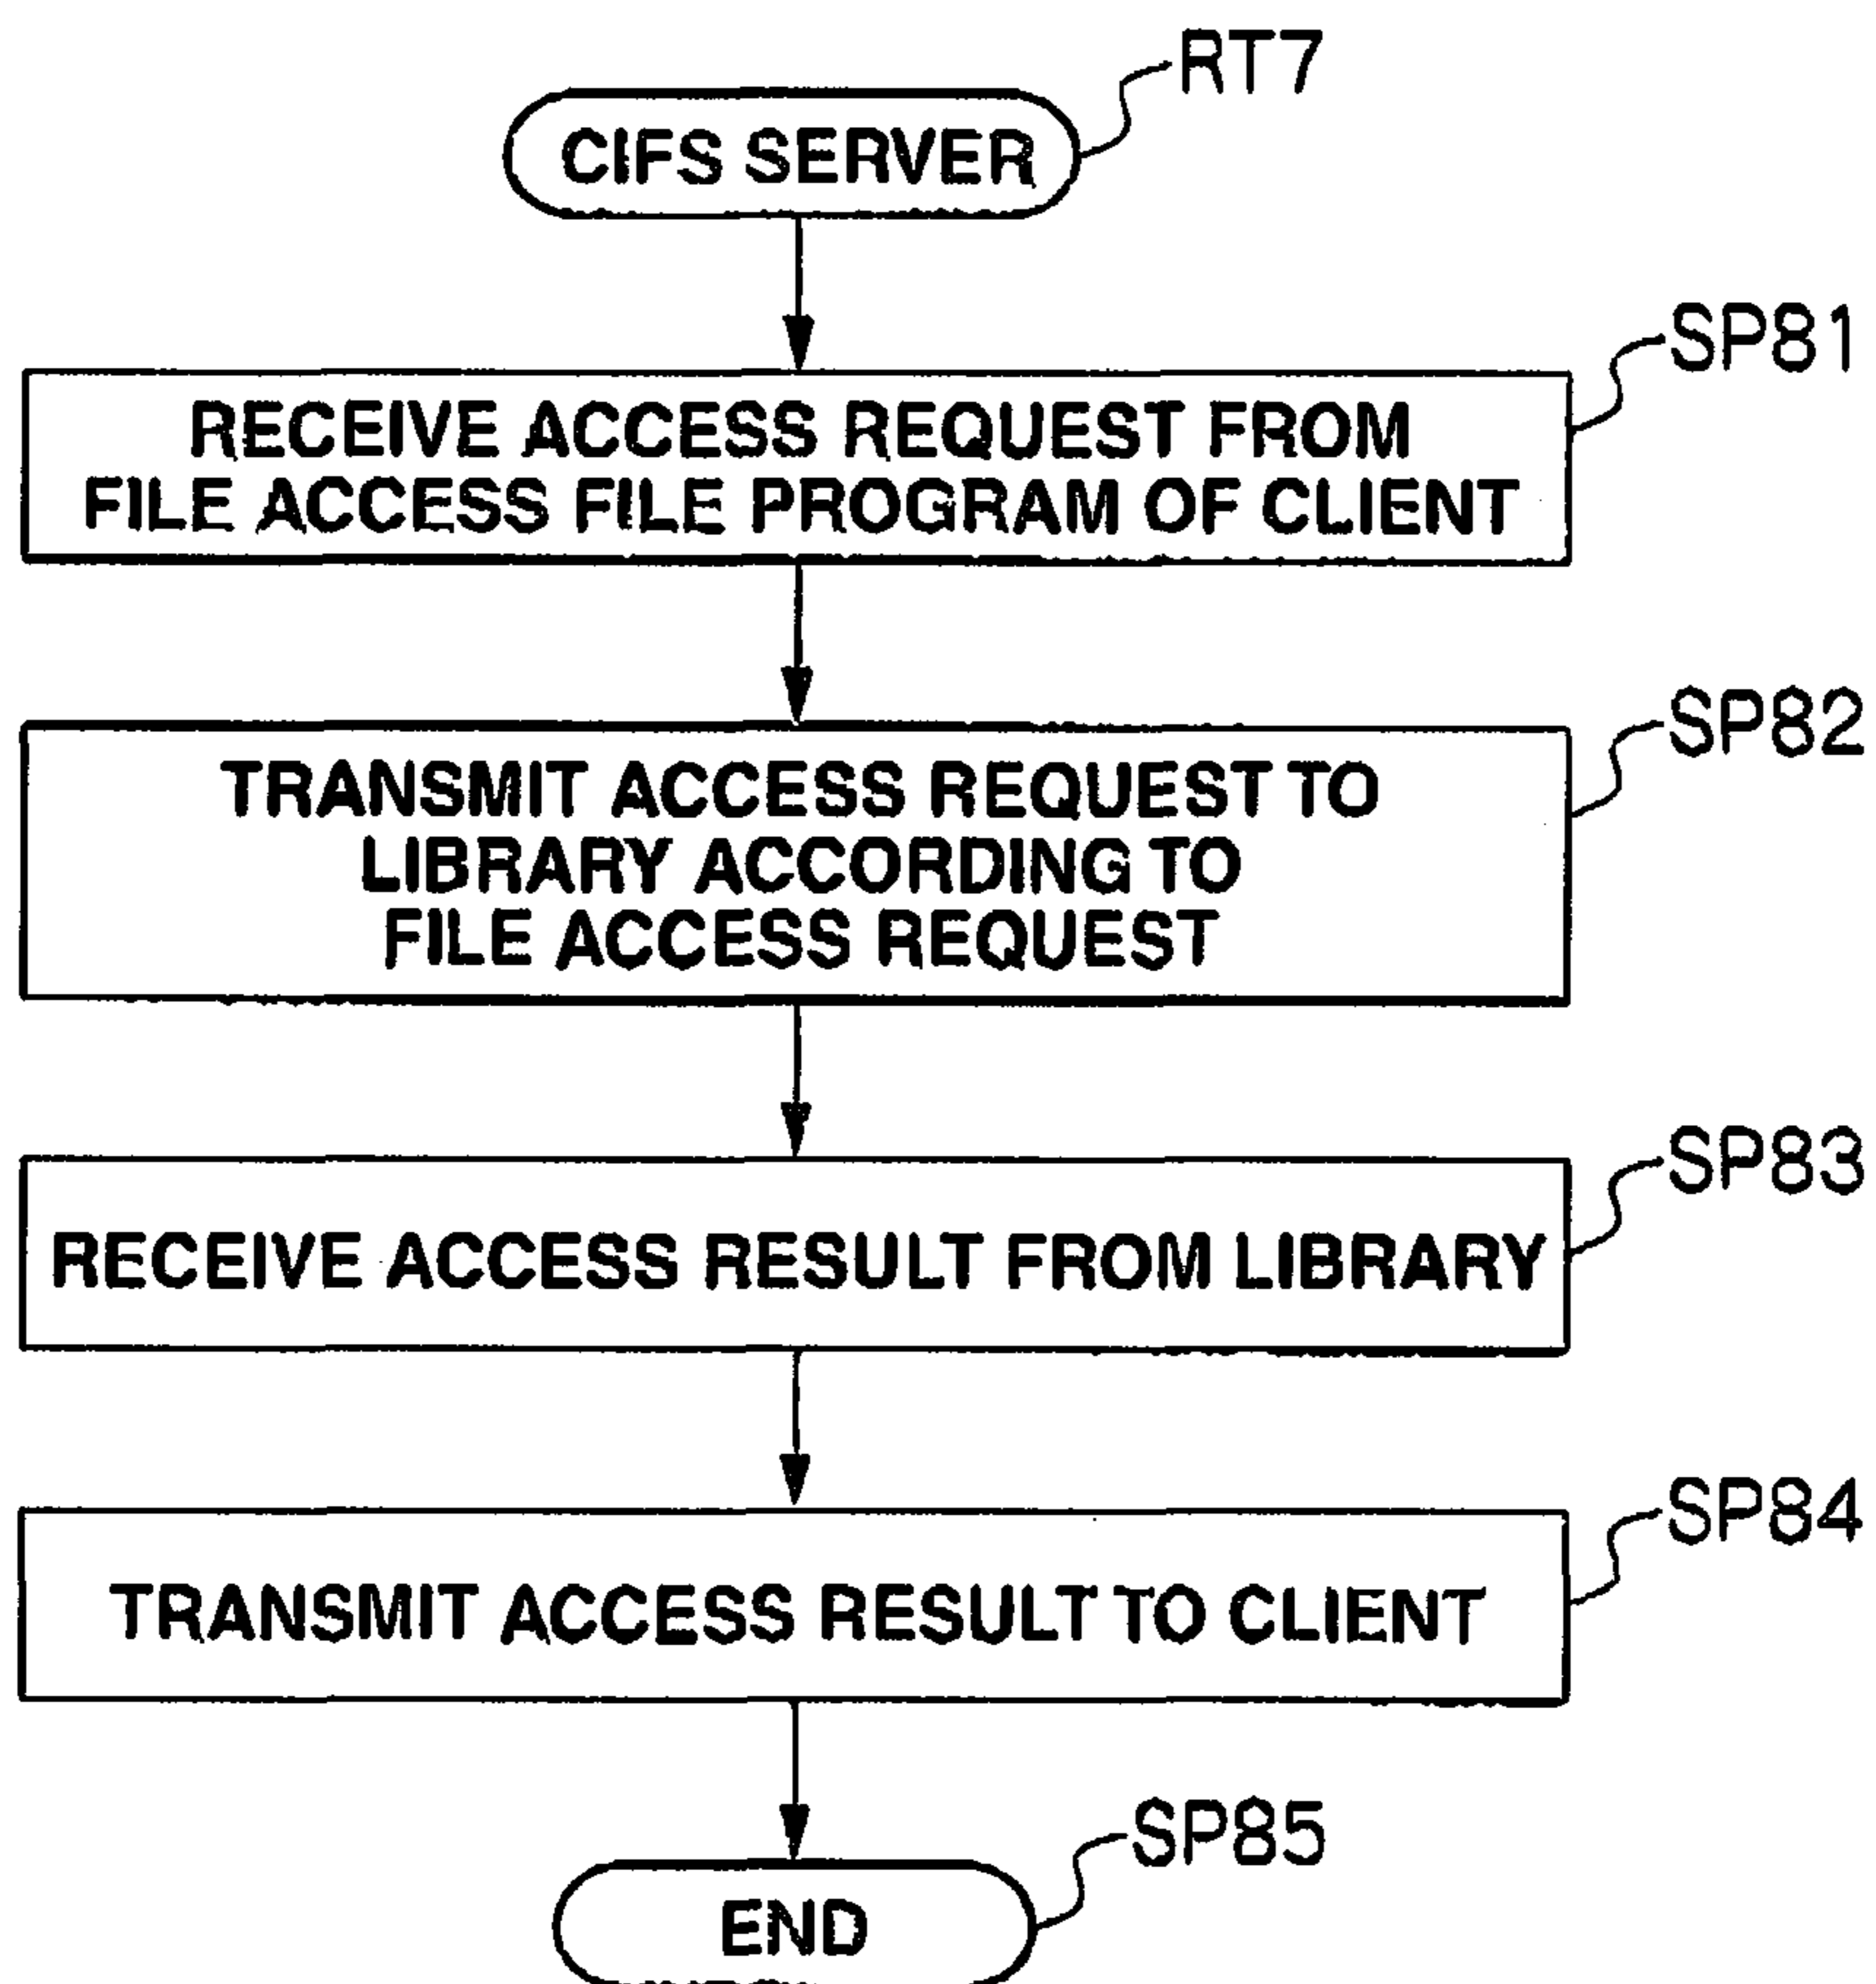 RT7
CIFS SERVER
SP81
RECEIVE ACCESS REQUEST FROM
FILE ACCESS FILE PROGRAM OF CLIENT
SP82
TRANSMIT ACCESS REQUEST TO
LIBRARY ACCORDING TO
FILE ACCESS REQUEST
SP83
RECEIVE ACCESS RESULT FROM LIBRARY
SP84
TRANSMIT ACCESS RESULT TO CLIENT
SP85
END